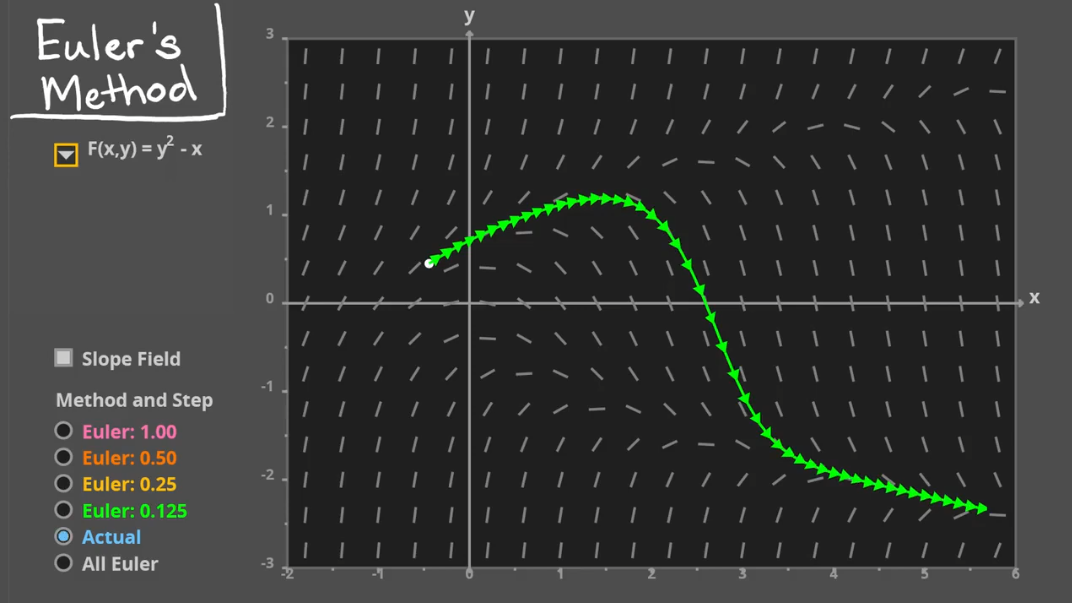 Euler's
Method
F(x,y) = y² - x
Slope Field
Method and Step
Euler: 1.00
Euler: 0.50
Euler: 0.25
Euler: 0.125
Actual
All Euler
y
3
2
1
0
-1
-2
-3
x
-2 -1 0 1 2 3 4 5 6